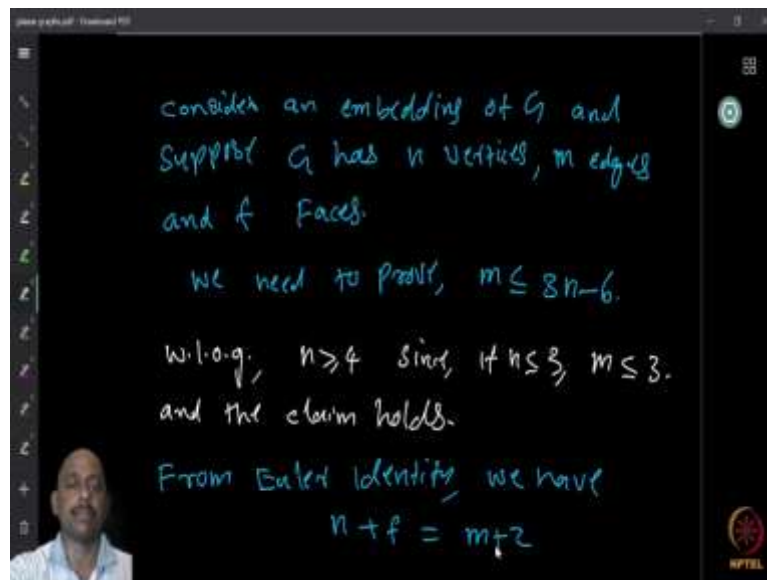 Consider an embedding of G and
Suppose G has n vertices, m edges
and f Faces.
We need to prove, m ≤ 3n-6.
w.l.o.g., n ≥ 4 since, if n ≤ 3, m ≤ 3.
and the claim holds.
From Euler Identity, we have
n + f = m+2
NPTEL